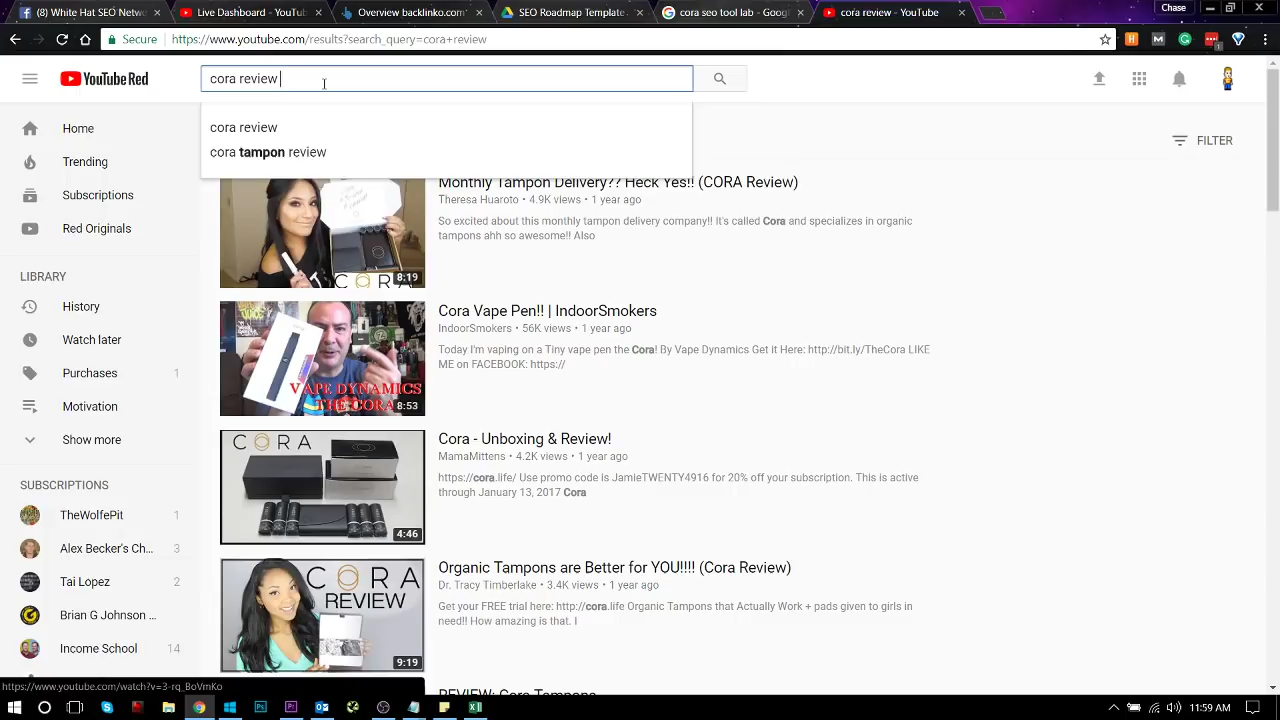 White Hat SEO Networ
Live Dashboard - YouTube
Overview: backlinko.com
SEO Roadmap Template
cora seo tool lab - Goog
cora review - YouTube
Chase
Secure
https://www.youtube.com/results?search_query=cora+review
YouTube Red
cora review
cora review
cora tampon review
FILTER
Home
Trending
Subscriptions
Red Originals
LIBRARY
History
Watch later
Purchases 1
Motivation
Show more
SUBSCRIPTIONS
TheWolfePit 1
Alex Becker's Ch... 3
Tai Lopez 2
Brian G Johnson ...
Income School 14
Monthly Tampon Delivery?? Heck Yes!! (CORA Review)
Theresa Huaroto • 4.9K views • 1 year ago
So excited about this monthly tampon delivery company!! It's called Cora and specializes in organic
tampons ahh so awesome!! Also
CORA
8:19
Cora Vape Pen!! | IndoorSmokers
IndoorSmokers • 56K views • 1 year ago
Today I'm vaping on a Tiny vape pen the Cora! By Vape Dynamics Get it Here: http://bit.ly/TheCora LIKE
ME on FACEBOOK: https://
VAPE DYNAMICS
THE CORA
8:53
Cora - Unboxing & Review!
MamaMittens • 4.2K views • 1 year ago
https://cora.life/ Use promo code is JamieTWENTY4916 for 20% off your subscription. This is active
through January 13, 2017 Cora
CORA
4:46
Organic Tampons are Better for YOU!!!! (Cora Review)
Dr. Tracy Timberlake • 3.4K views • 1 year ago
Get your FREE trial here: http://cora.life Organic Tampons that Actually Work + pads given to girls in
need!! How amazing is that. I
CORA
REVIEW
9:19
REVIEW: Cora Tampons
https://www.youtube.com/watch?v=3-rq_BoVmKo
11:59 AM